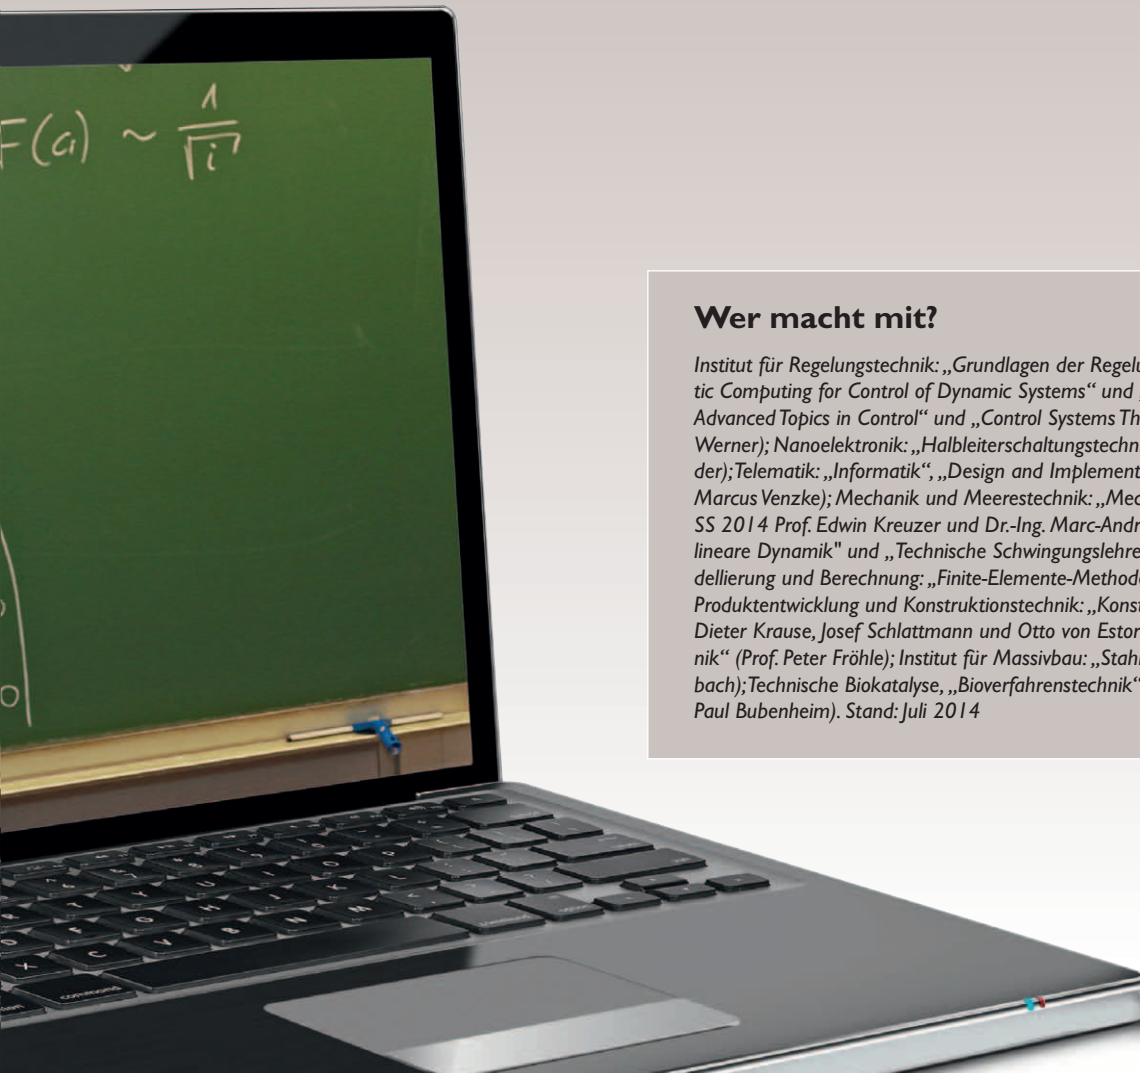 F(a) ~ 1/√i
Wer macht mit?
Institut für Regelungstechnik: „Grundlagen der Regelu
tic Computing for Control of Dynamic Systems“ und
Advanced Topics in Control“ und „Control Systems Th
Werner); Nanoelektronik: „Halbleiterschaltungstechni
der); Telematik: „Informatik“, „Design and Implement
Marcus Venzke); Mechanik und Meerestechnik: „Mec
SS 2014 Prof. Edwin Kreuzer und Dr.-Ing. Marc-Andr
lineare Dynamik" und „Technische Schwingungslehre
dellierung und Berechnung: „Finite-Elemente-Method
Produktentwicklung und Konstruktionstechnik: „Konst
Dieter Krause, Josef Schlattmann und Otto von Estor
nik“ (Prof. Peter Fröhle); Institut für Massivbau: „Stah
bach); Technische Biokatalyse, „Bioverfahrenstechnik“
Paul Bubenheim). Stand: Juli 2014
command